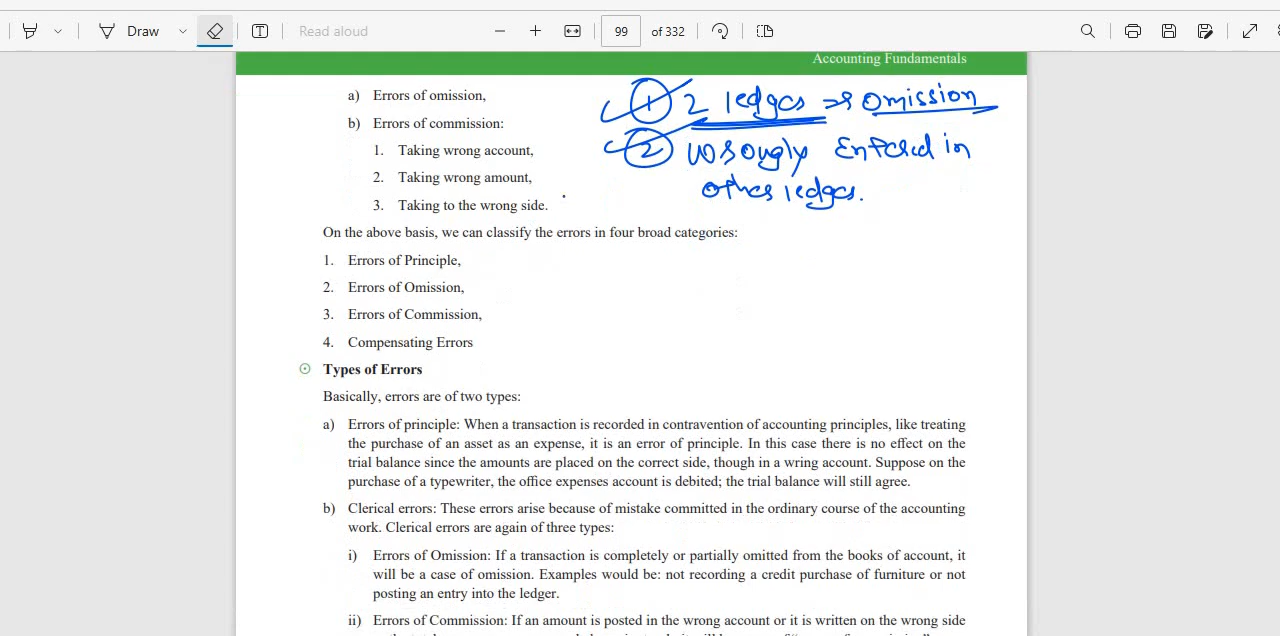 Draw
Read aloud
99 of 332
Accounting Fundamentals
a) Errors of omission,
b) Errors of commission:
1. Taking wrong account,
2. Taking wrong amount,
3. Taking to the wrong side.
1 2 ledges ⇒ omission
2 wrongly Entered in
other ledges.
On the above basis, we can classify the errors in four broad categories:
1. Errors of Principle,
2. Errors of Omission,
3. Errors of Commission,
4. Compensating Errors
Types of Errors
Basically, errors are of two types:
a) Errors of principle: When a transaction is recorded in contravention of accounting principles, like treating
the purchase of an asset as an expense, it is an error of principle. In this case there is no effect on the
trial balance since the amounts are placed on the correct side, though in a wring account. Suppose on the
purchase of a typewriter, the office expenses account is debited; the trial balance will still agree.
b) Clerical errors: These errors arise because of mistake committed in the ordinary course of the accounting
work. Clerical errors are again of three types:
i) Errors of Omission: If a transaction is completely or partially omitted from the books of account, it
will be a case of omission. Examples would be: not recording a credit purchase of furniture or not
posting an entry into the ledger.
ii) Errors of Commission: If an amount is posted in the wrong account or it is written on the wrong side